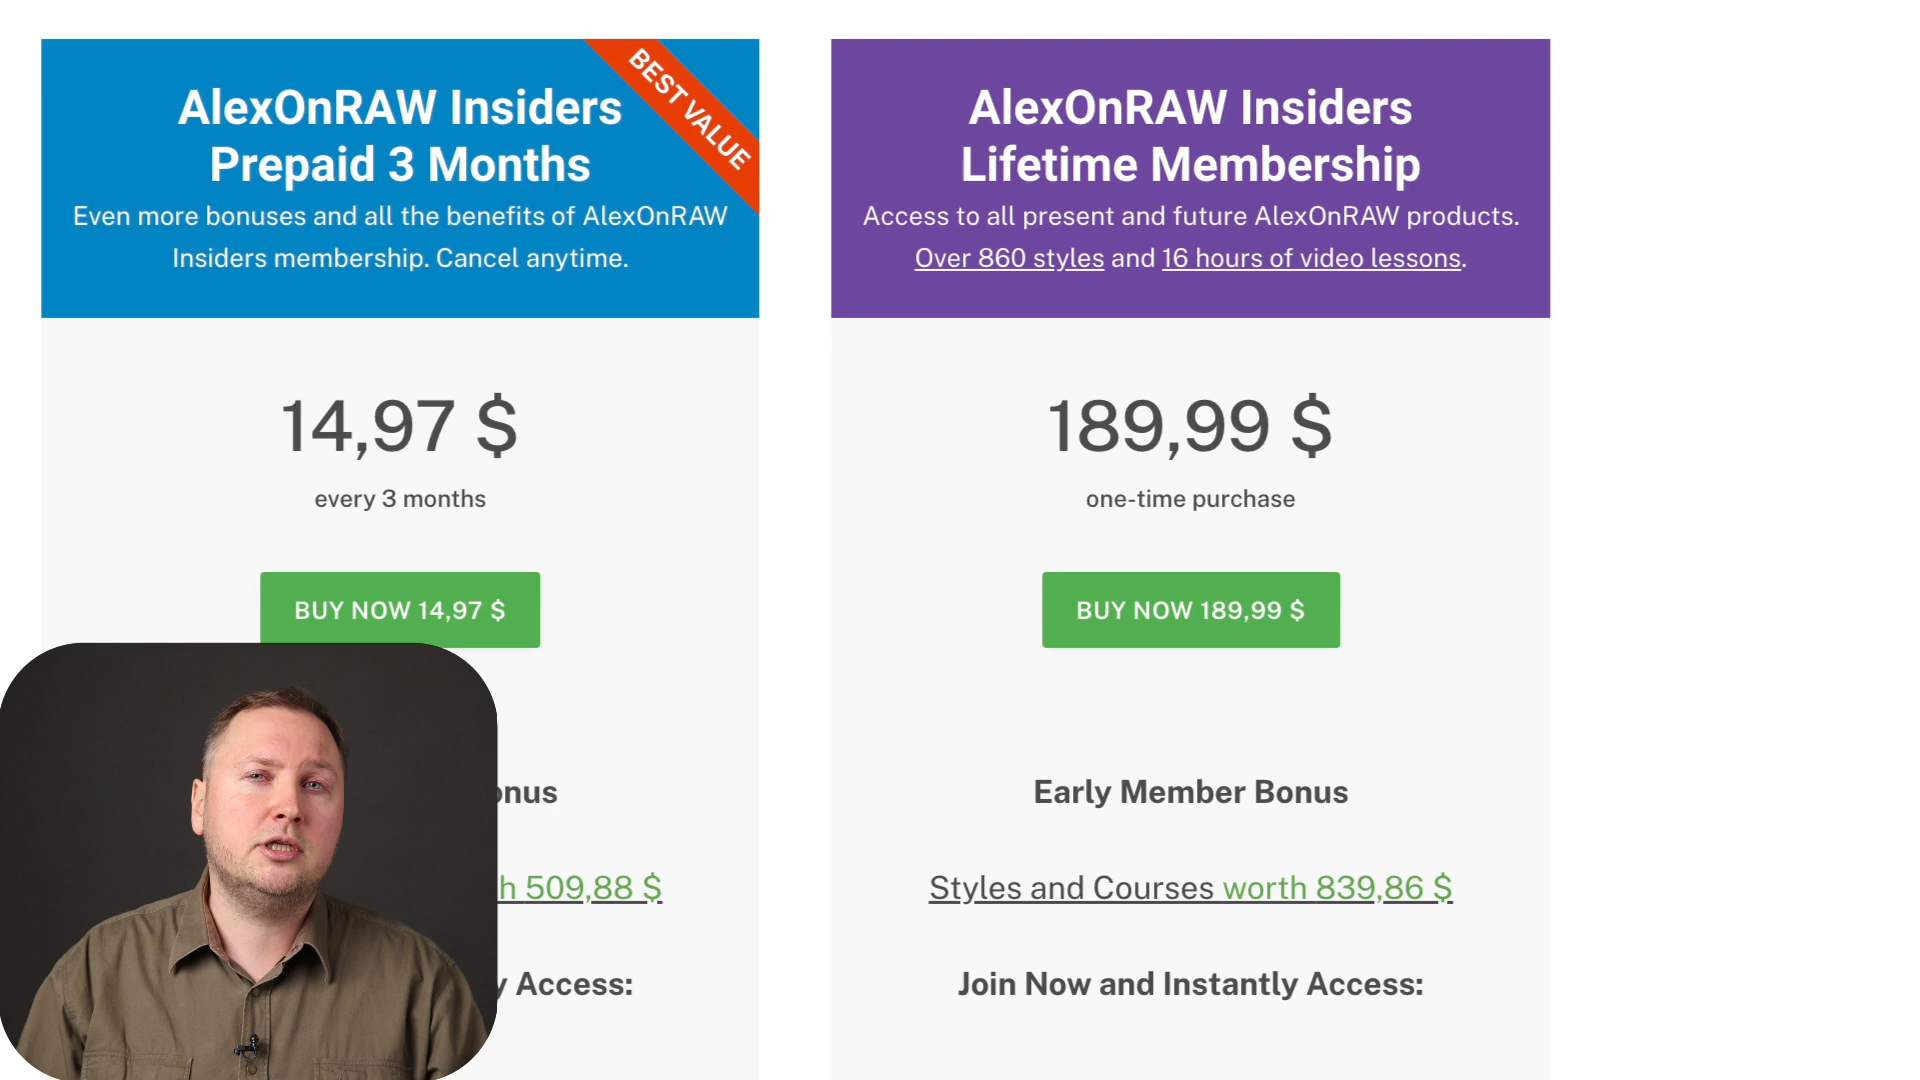 AlexOnRAW Insiders
Prepaid 3 Months
BEST VALUE
Even more bonuses and all the benefits of AlexOnRAW
Insiders membership. Cancel anytime.
14,97 $
every 3 months
BUY NOW 14,97 $
509,88 $
Access:
AlexOnRAW Insiders
Lifetime Membership
Access to all present and future AlexOnRAW products.
Over 860 styles and 16 hours of video lessons.
189,99 $
one-time purchase
BUY NOW 189,99 $
Early Member Bonus
Styles and Courses worth 839,86 $
Join Now and Instantly Access: